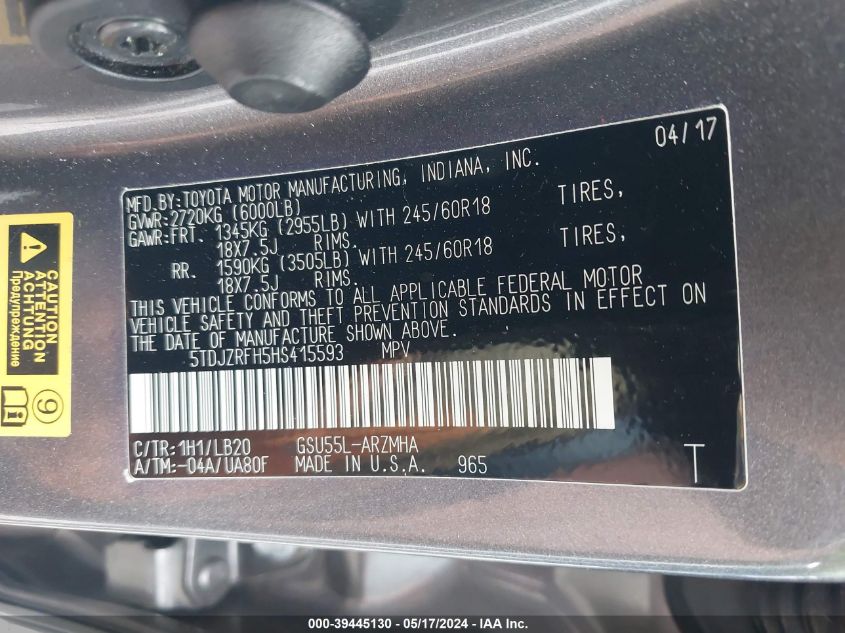 04/17
MFD.BY:TOYOTA MOTOR MANUFACTURING, INDIANA, INC.
GVWR:2720KG (6000LB)
GAWR:FRT. 1345KG (2955LB) WITH 245/60R18 TIRES,
18X7.5J RIMS.
RR. 1590KG (3505LB) WITH 245/60R18 TIRES,
18X7.5J RIMS.
THIS VEHICLE CONFORMS TO ALL APPLICABLE FEDERAL MOTOR
VEHICLE SAFETY AND THEFT PREVENTION STANDARDS IN EFFECT ON
THE DATE OF MANUFACTURE SHOWN ABOVE.
5TDJZRFH5HS415593 MPV
C/TR:1H1/LB20 GSU55L-ARZMHA
A/TM:-04A/UA80F MADE IN U.S.A. 965
T
CAUTION
ATTENTION
ACHTUNG
Предупреждение
9
000-39445130 - 05/17/2024 - IAA Inc.